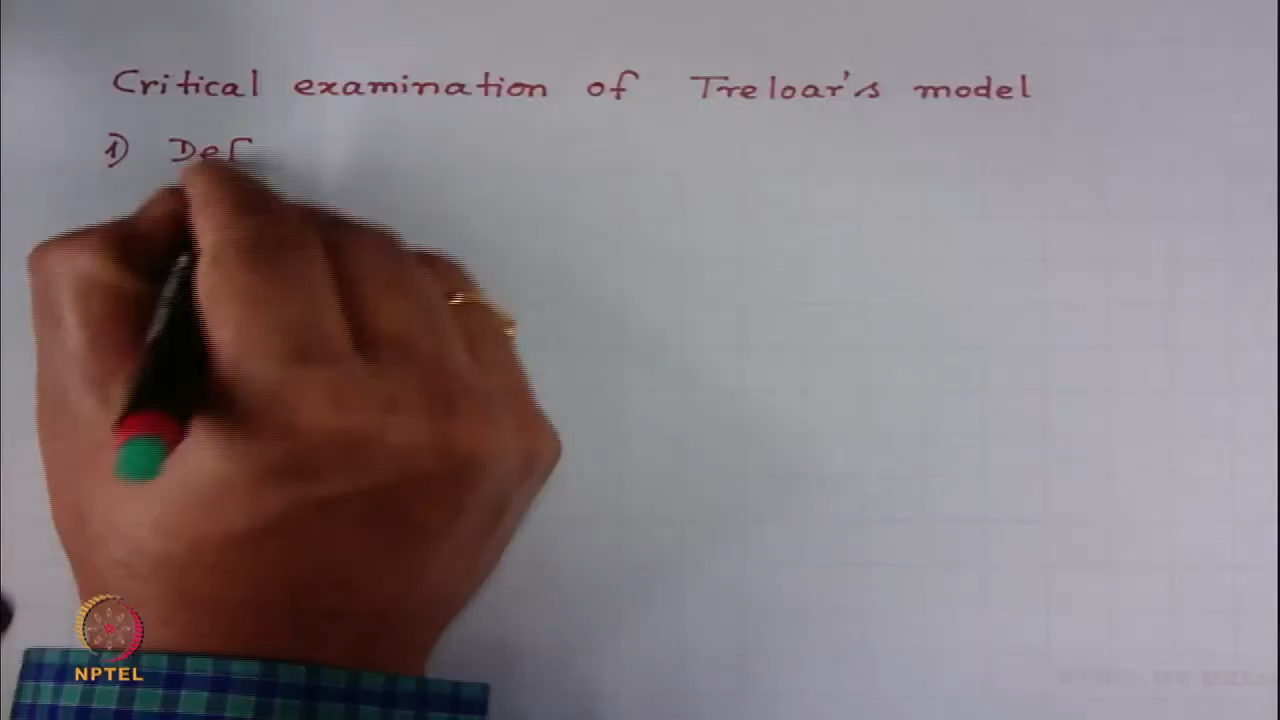 Critical examination of Treloar's model
1) Def
NPTEL